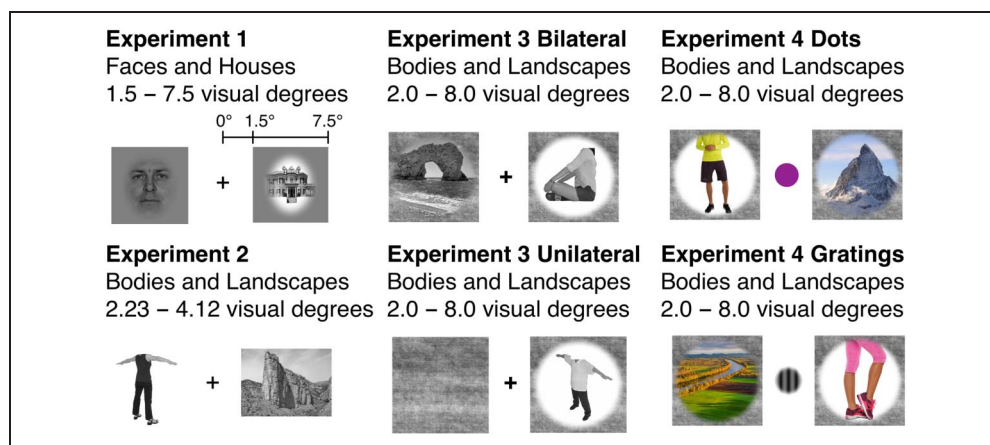 Experiment 1
Faces and Houses
1.5 – 7.5 visual degrees
0° 1.5° 7.5°
+
Experiment 2
Bodies and Landscapes
2.23 – 4.12 visual degrees
+
Experiment 3 Bilateral
Bodies and Landscapes
2.0 – 8.0 visual degrees
+
Experiment 3 Unilateral
Bodies and Landscapes
2.0 – 8.0 visual degrees
+
Experiment 4 Dots
Bodies and Landscapes
2.0 – 8.0 visual degrees
Experiment 4 Gratings
Bodies and Landscapes
2.0 – 8.0 visual degrees